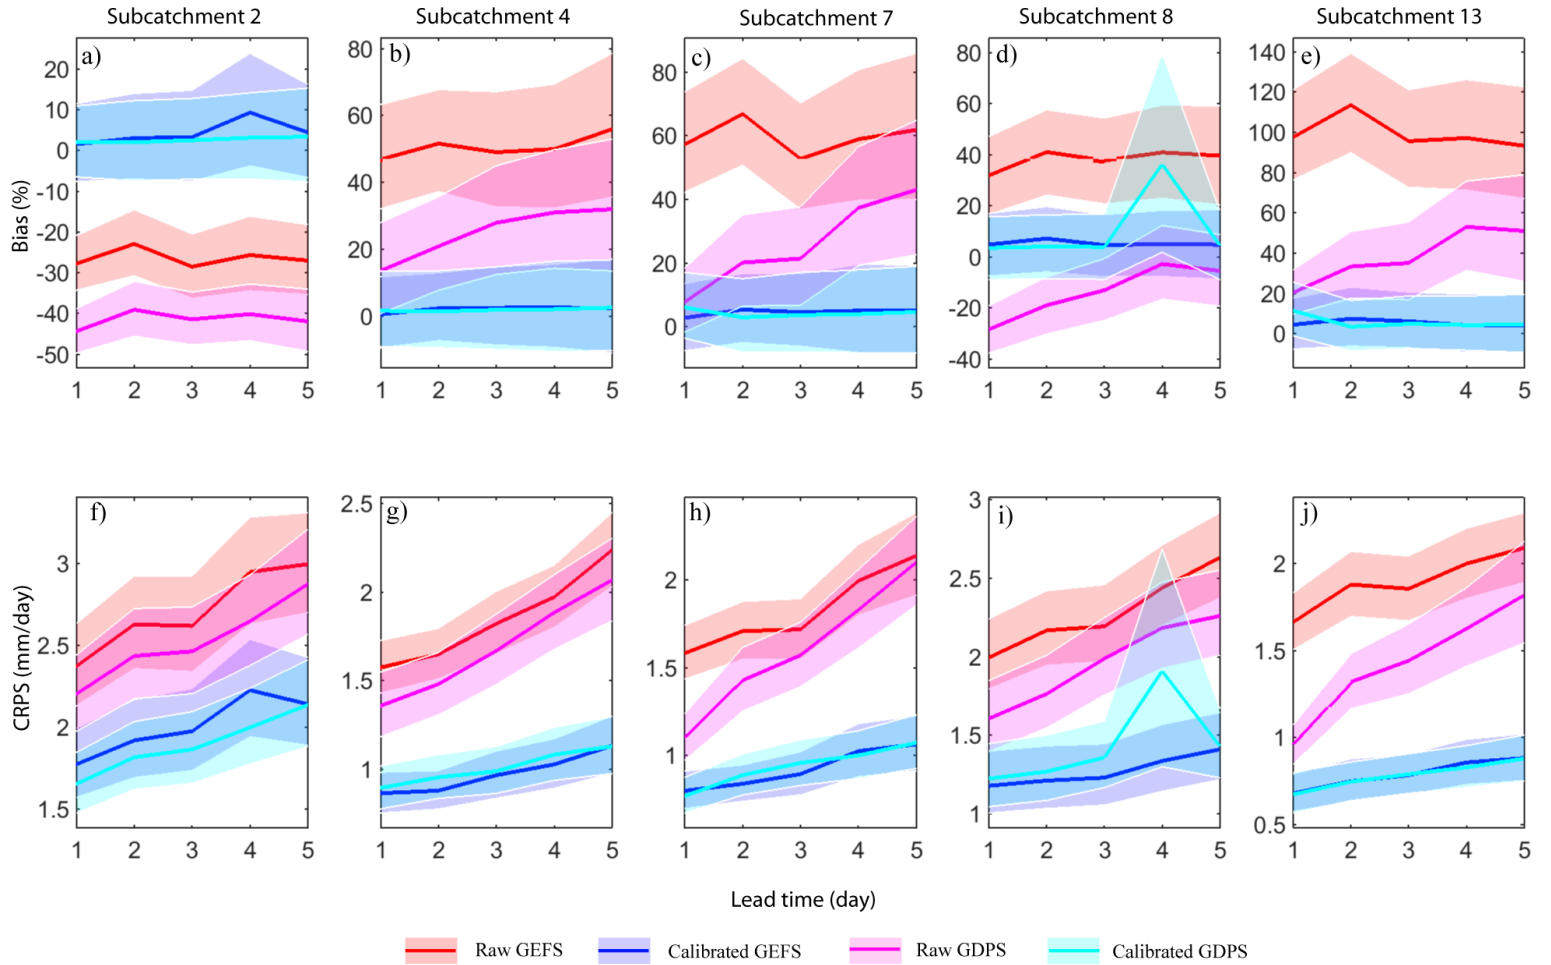 Subcatchment 2 Subcatchment 4 Subcatchment 7 Subcatchment 8 Subcatchment 13
Bias (%)
a)
20
10
0
-10
-20
-30
-40
-50
1 2 3 4 5
b)
80
60
40
20
0
1 2 3 4 5
c)
80
60
40
20
0
1 2 3 4 5
d)
80
60
40
20
0
-20
-40
1 2 3 4 5
e)
140
120
100
80
60
40
20
0
1 2 3 4 5
CRPS (mm/day)
f)
3
2.5
2
1.5
1 2 3 4 5
g)
2.5
2
1.5
1
1 2 3 4 5
h)
2
1.5
1
1 2 3 4 5
i)
3
2.5
2
1.5
1
1 2 3 4 5
j)
2
1.5
1
0.5
1 2 3 4 5
Lead time (day)
Raw GEFS Calibrated GEFS Raw GDPS Calibrated GDPS